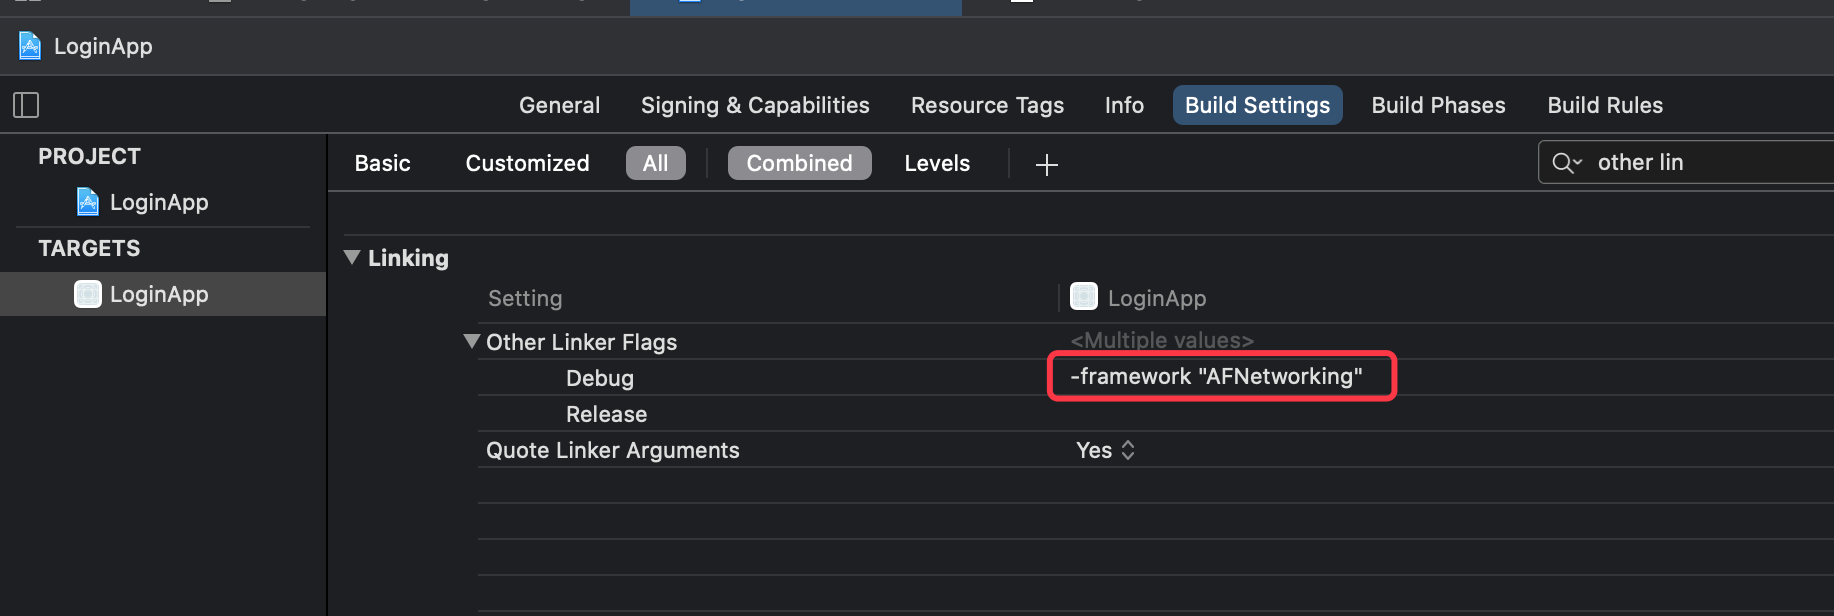 LoginApp
General Signing & Capabilities Resource Tags Info Build Settings Build Phases Build Rules
PROJECT
LoginApp
TARGETS
LoginApp
Basic Customized All Combined Levels
other lin
Linking
Setting LoginApp
Other Linker Flags <Multiple values>
Debug -framework "AFNetworking"
Release
Quote Linker Arguments Yes